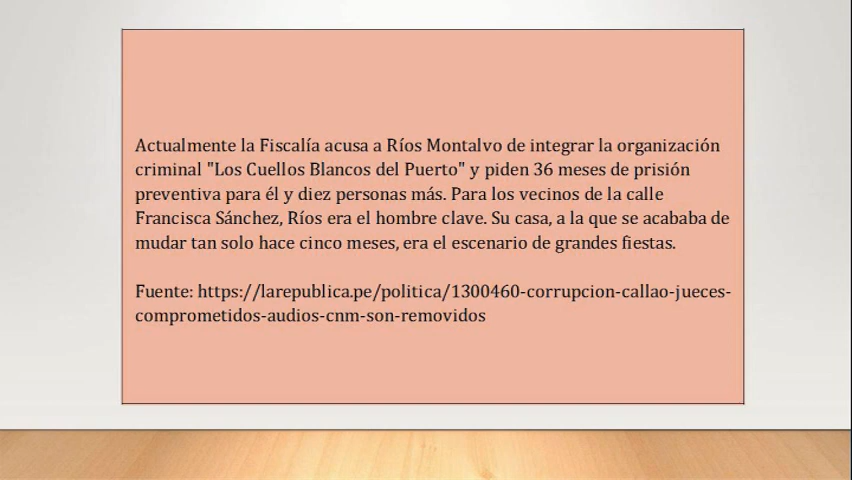 Actualmente la Fiscalía acusa a Ríos Montalvo de integrar la organización
criminal "Los Cuellos Blancos del Puerto" y piden 36 meses de prisión
preventiva para él y diez personas más. Para los vecinos de la calle
Francisca Sánchez, Ríos era el hombre clave. Su casa, a la que se acababa de
mudar tan solo hace cinco meses, era el escenario de grandes fiestas.
Fuente: https://larepublica.pe/politica/1300460-corrupcion-callao-jueces-
comprometidos-audios-cnm-son-removidos